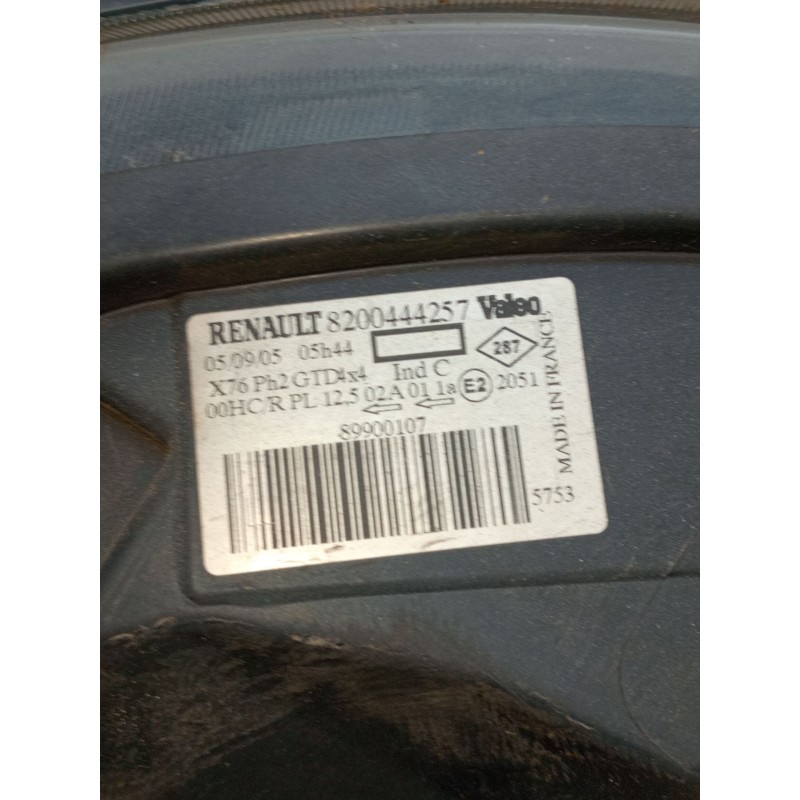 RENAULT 8200444257 Valeo
05/09/05 05h44
287
X76 Ph2 GTD4x4 Ind C
00HC/R PL 12,5 02A 01 1a E2 2051
89900107
5753
MADE IN FRANCE